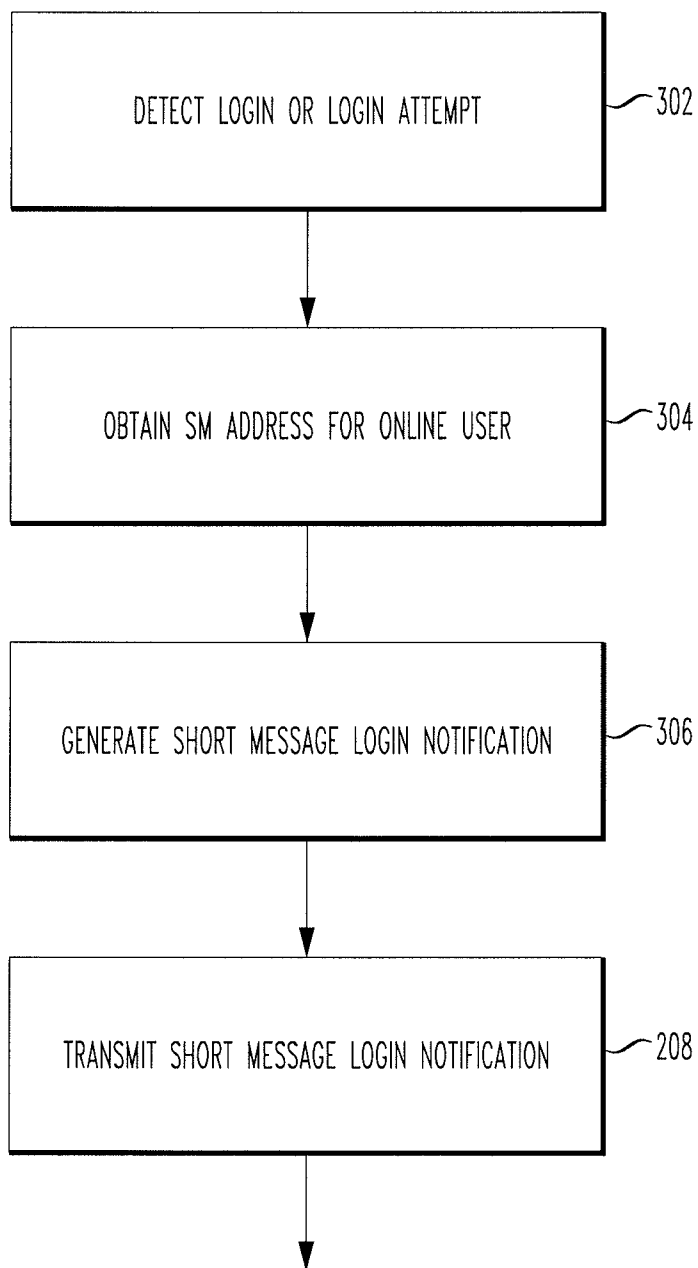 DETECT LOGIN OR LOGIN ATTEMPT
302
OBTAIN SM ADDRESS FOR ONLINE USER
304
GENERATE SHORT MESSAGE LOGIN NOTIFICATION
306
TRANSMIT SHORT MESSAGE LOGIN NOTIFICATION
208